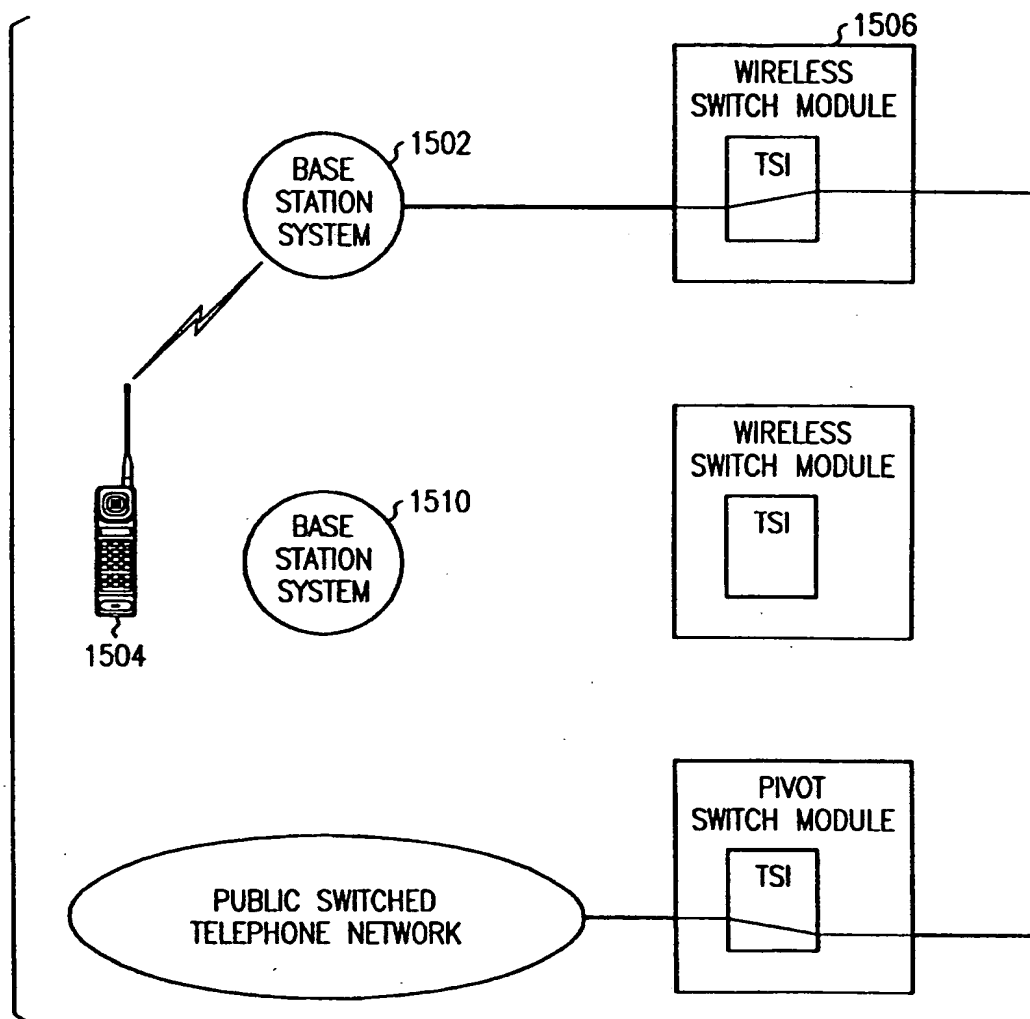 1506
WIRELESS
SWITCH MODULE
TSI
1502
BASE
STATION
SYSTEM
WIRELESS
SWITCH MODULE
TSI
1510
BASE
STATION
SYSTEM
1504
PIVOT
SWITCH MODULE
TSI
PUBLIC SWITCHED
TELEPHONE NETWORK